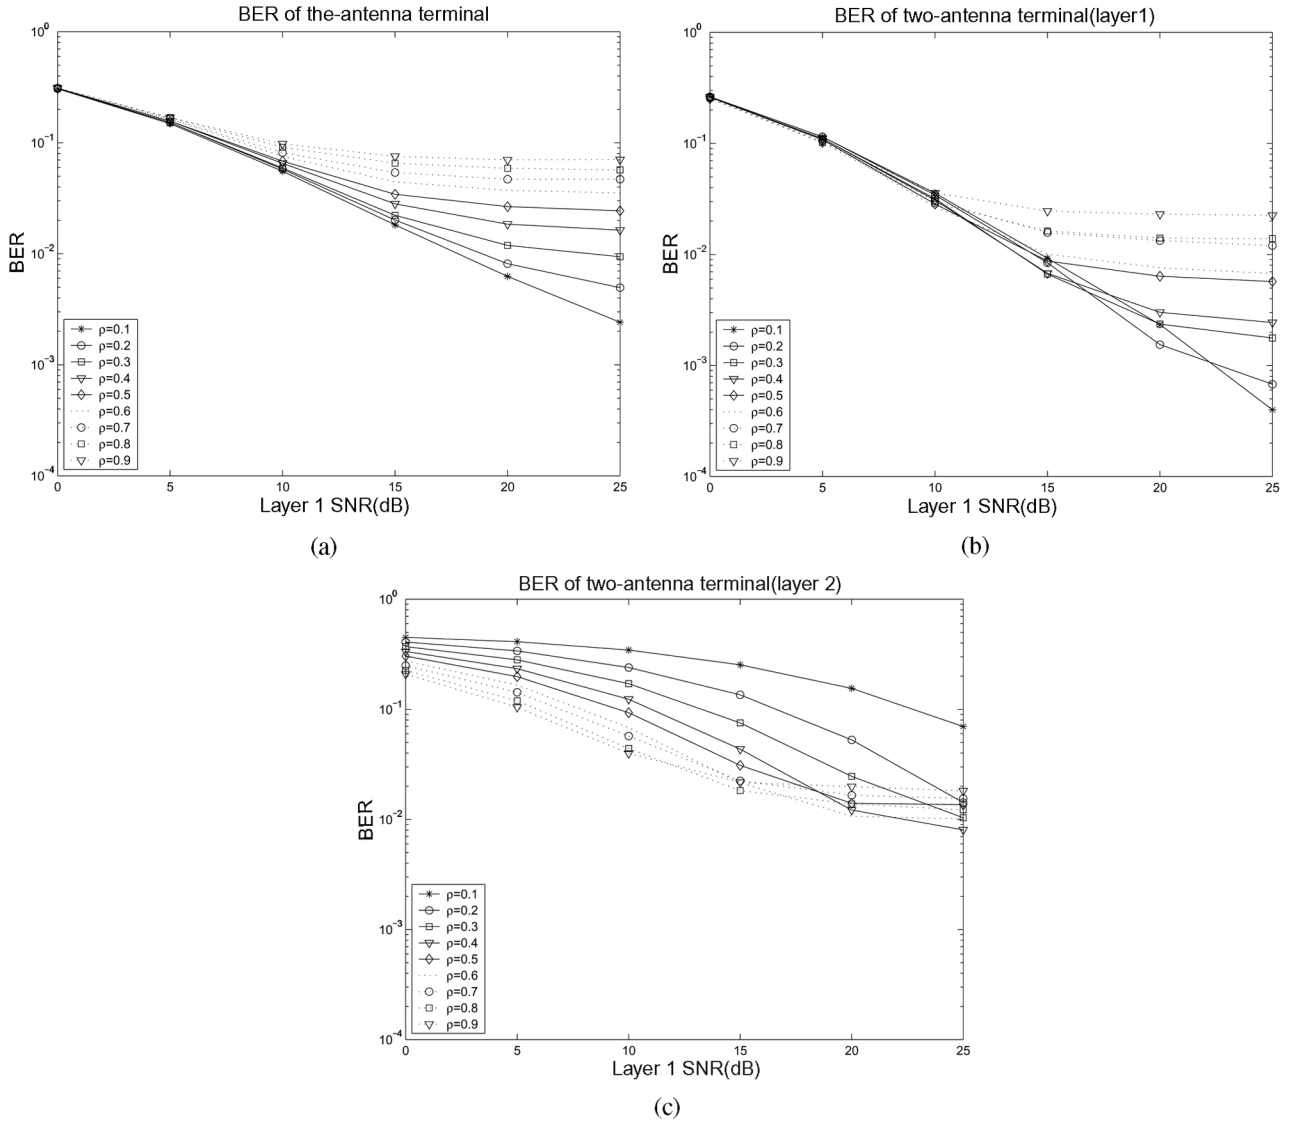 BER of the-antenna terminal
10⁰
10⁻¹
10⁻²
10⁻³
10⁻⁴
BER
ρ=0.1
ρ=0.2
ρ=0.3
ρ=0.4
ρ=0.5
ρ=0.6
ρ=0.7
ρ=0.8
ρ=0.9
0 5 10 15 20 25
Layer 1 SNR(dB)
(a)
BER of two-antenna terminal(layer1)
10⁰
10⁻¹
10⁻²
10⁻³
10⁻⁴
BER
ρ=0.1
ρ=0.2
ρ=0.3
ρ=0.4
ρ=0.5
ρ=0.6
ρ=0.7
ρ=0.8
ρ=0.9
0 5 10 15 20 25
Layer 1 SNR(dB)
(b)
BER of two-antenna terminal(layer 2)
10⁰
10⁻¹
10⁻²
10⁻³
10⁻⁴
BER
ρ=0.1
ρ=0.2
ρ=0.3
ρ=0.4
ρ=0.5
ρ=0.6
ρ=0.7
ρ=0.8
ρ=0.9
0 5 10 15 20 25
Layer 1 SNR(dB)
(c)